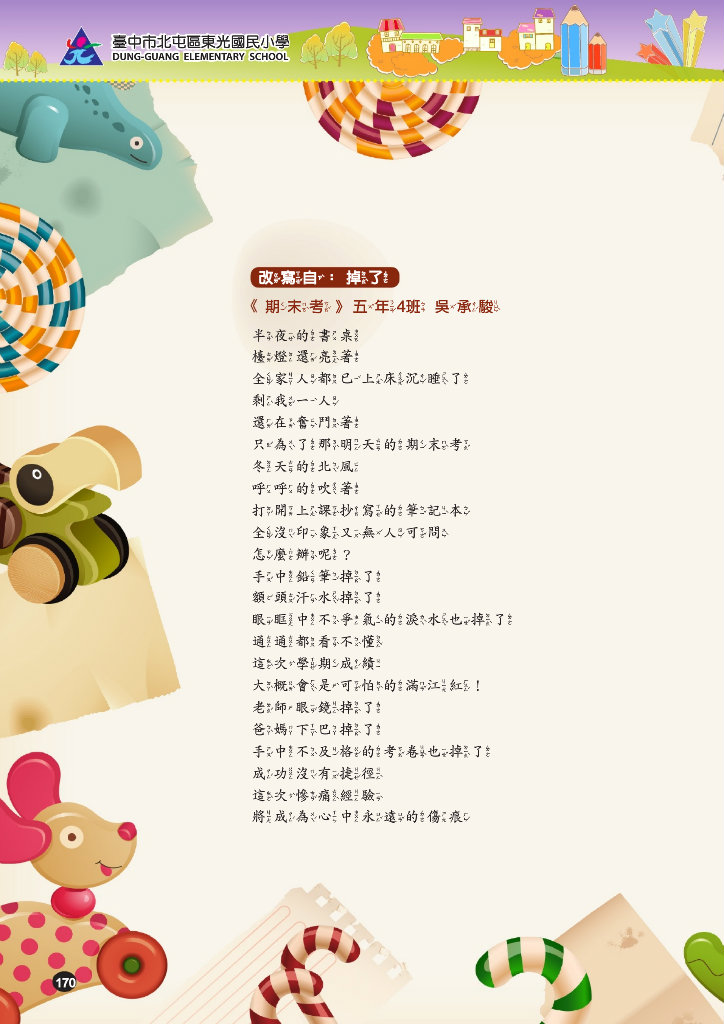 臺中市北屯區東光國民小學
DUNG-GUANG ELEMENTARY SCHOOL
改寫自： 掉了
《 期末考 》 五年4班 吳承駿
半夜的書桌
檯燈還亮著
全家人都已上床沉睡了
剩我一人
還在奮鬥著
只為了那明天的期末考
冬天的北風
呼呼的吹著
打開上課抄寫的筆記本
全沒印象又無人可問
怎麼辦呢？
手中鉛筆掉了
額頭汗水掉了
眼眶中不爭氣的淚水也掉了
通通都看不懂
這次學期成績
大概會是可怕的滿江紅！
老師眼鏡掉了
爸媽下巴掉了
手中不及格的考卷也掉了
成功沒有捷徑
這次慘痛經驗
將成為心中永遠的傷痕
170